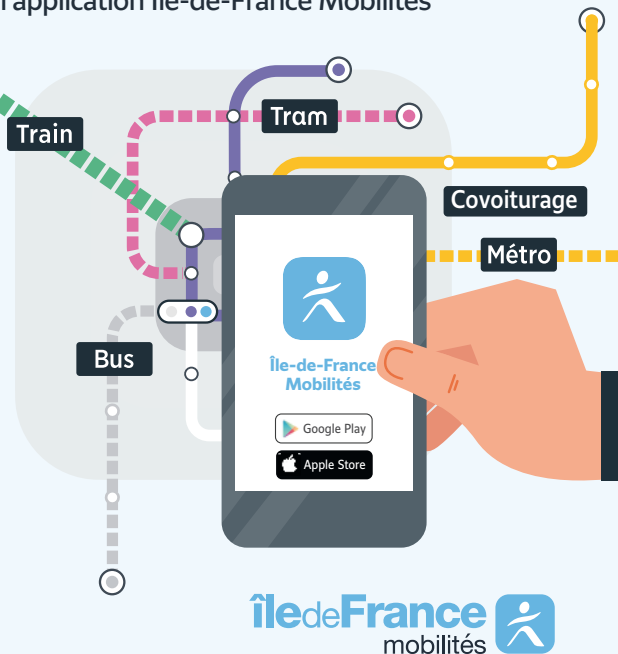 l'application Île-de-France Mobilités
Tram
Train
Covoiturage
Métro
Bus
Île-de-France
Mobilités
Google Play
Apple Store
îledeFrance
mobilités